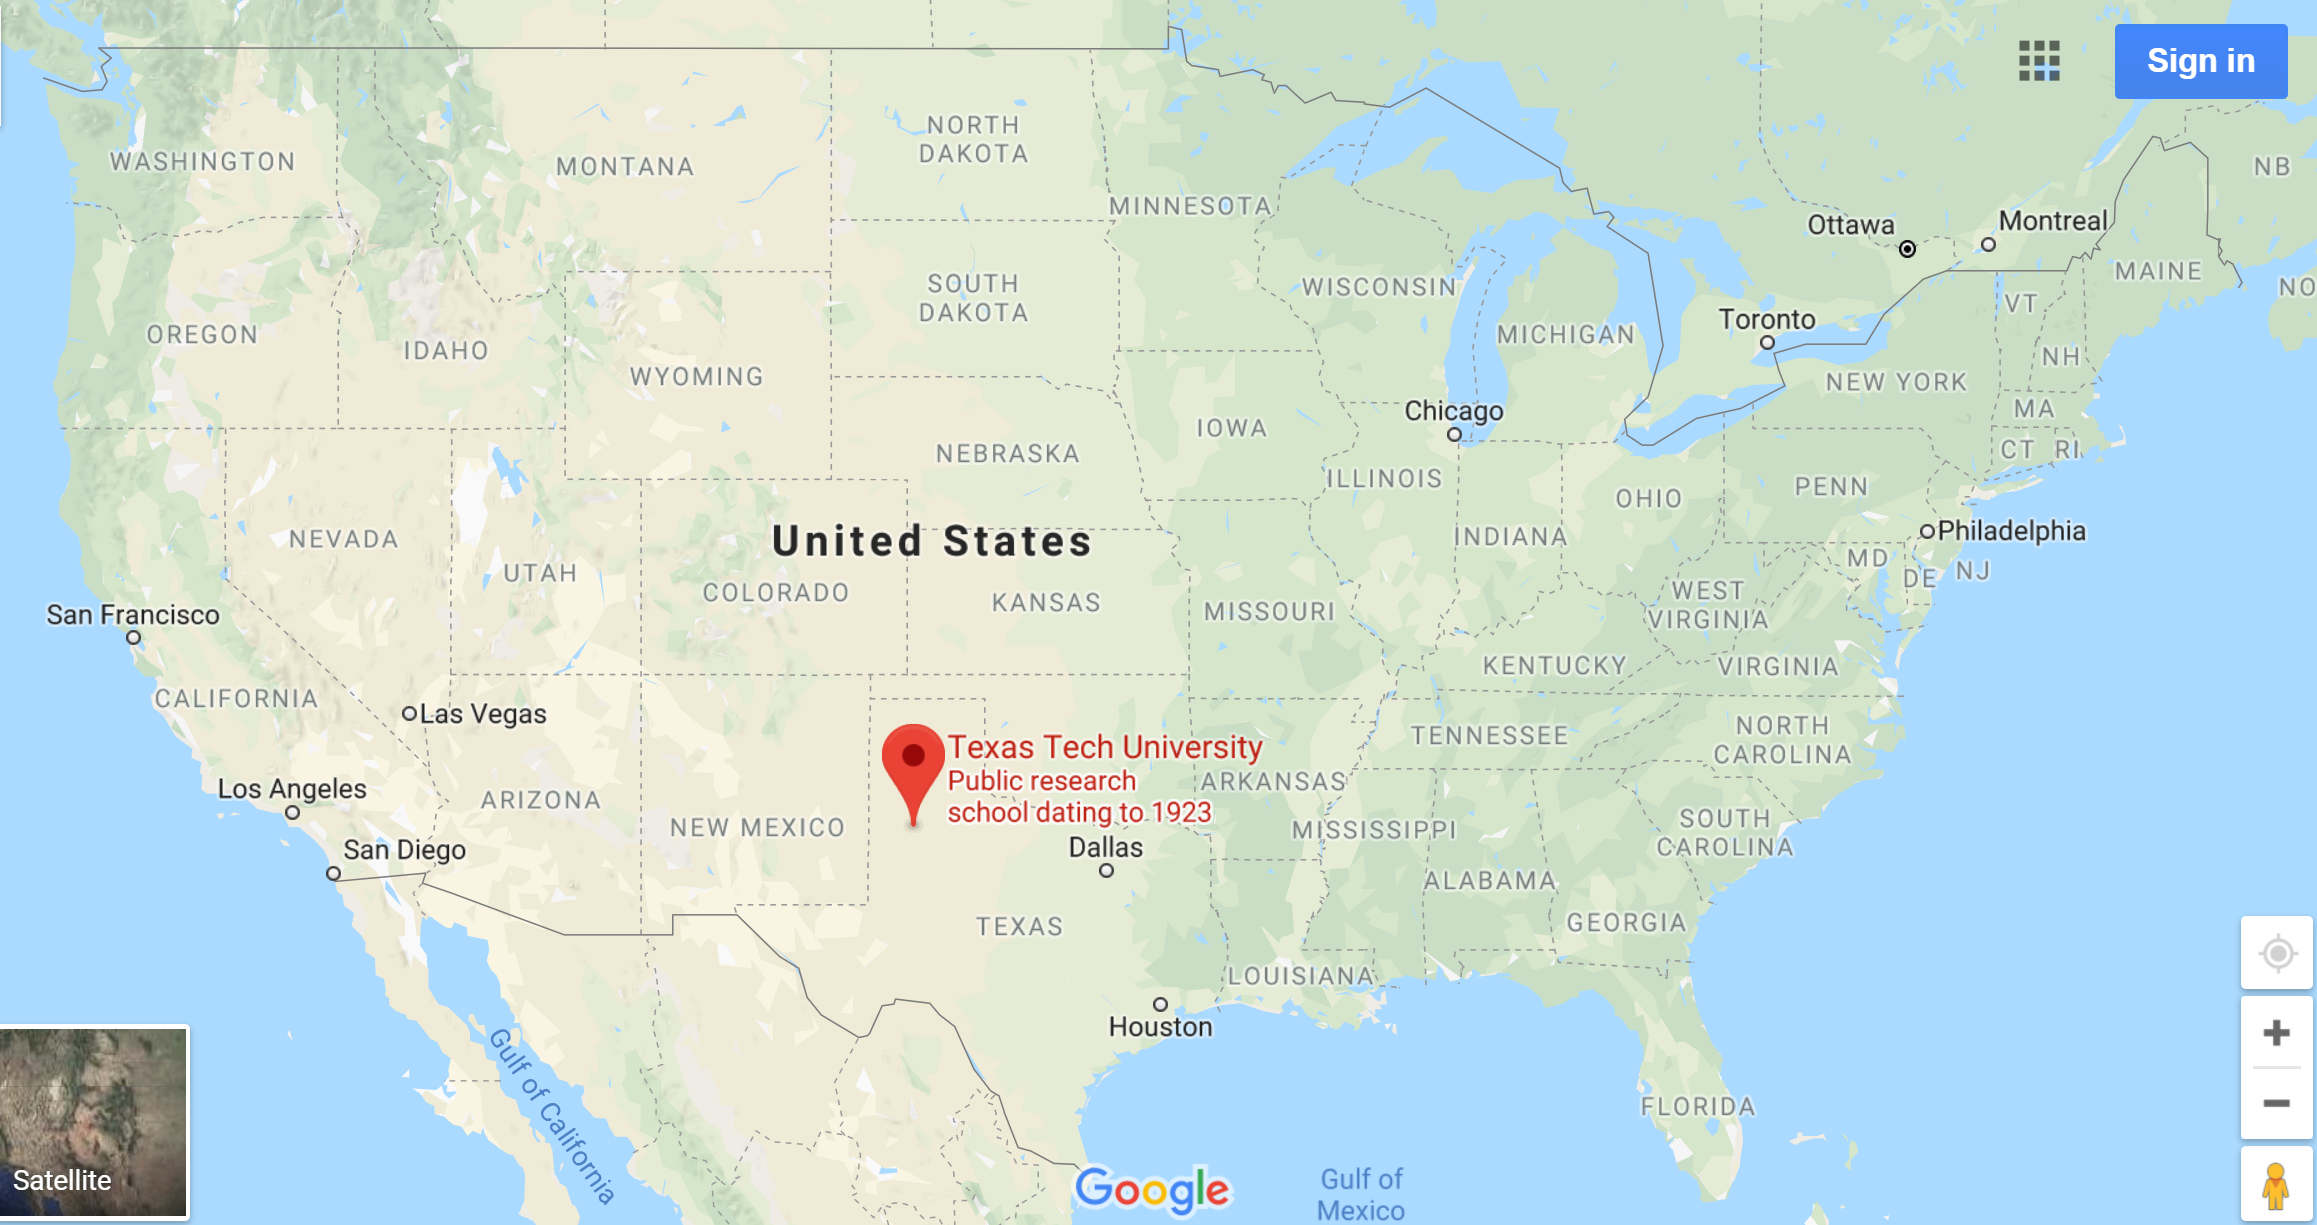 Sign in
NORTH
DAKOTA
WASHINGTON
MONTANA
NB
MINNESOTA
Ottawa
Montreal
MAINE
SOUTH
DAKOTA
WISCONSIN
NO
VT
Toronto
OREGON
MICHIGAN
IDAHO
NH
WYOMING
NEW YORK
Chicago
MA
IOWA
NEBRASKA
CT RI
ILLINOIS
PENN
OHIO
NEVADA
United States
INDIANA
Philadelphia
MD
UTAH
DE NJ
COLORADO
KANSAS
WEST
VIRGINIA
MISSOURI
San Francisco
KENTUCKY
VIRGINIA
CALIFORNIA
Las Vegas
NORTH
CAROLINA
TENNESSEE
Texas Tech University
Public research
school dating to 1923
ARKANSAS
Los Angeles
ARIZONA
NEW MEXICO
MISSISSIPPI
SOUTH
CAROLINA
San Diego
Dallas
ALABAMA
TEXAS
GEORGIA
LOUISIANA
Houston
Gulf of California
FLORIDA
Satellite
Google
Gulf of
Mexico